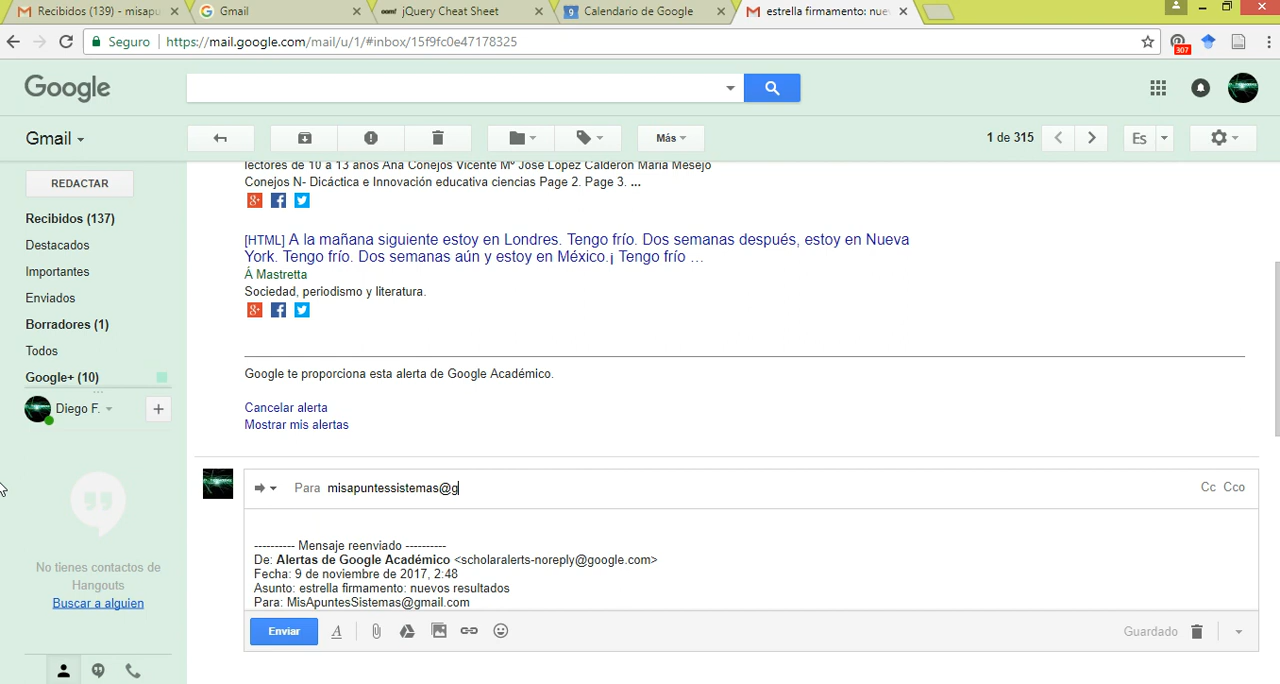 Recibidos (139) - misapu
Gmail
jQuery Cheat Sheet
Calendario de Google
estrella firmamento: nue
Seguro
https://mail.google.com/mail/u/1/#inbox/15f9fc0e47178325
307
Google
Gmail
Más
1 de 315
Es
REDACTAR
Recibidos (137)
Destacados
Importantes
Enviados
Borradores (1)
Todos
Google+ (10)
Diego F.
No tienes contactos de
Hangouts
Buscar a alguien
lectores de 10 a 13 años Ana Conejos Vicente Mª José López Calderón María Mesejo
Conejos N- Dicáctica e Innovación educativa ciencias Page 2. Page 3. ...
[HTML] A la mañana siguiente estoy en Londres. Tengo frío. Dos semanas después, estoy en Nueva
York. Tengo frío. Dos semanas aún y estoy en México.¡ Tengo frío …
Á Mastretta
Sociedad, periodismo y literatura.
Google te proporciona esta alerta de Google Académico.
Cancelar alerta
Mostrar mis alertas
Para misapuntessistemas@g
Cc Cco
---------- Mensaje reenviado ----------
De: Alertas de Google Académico <scholaralerts-noreply@google.com>
Fecha: 9 de noviembre de 2017, 2:48
Asunto: estrella firmamento: nuevos resultados
Para: MisApuntesSistemas@gmail.com
Enviar
A
Guardado